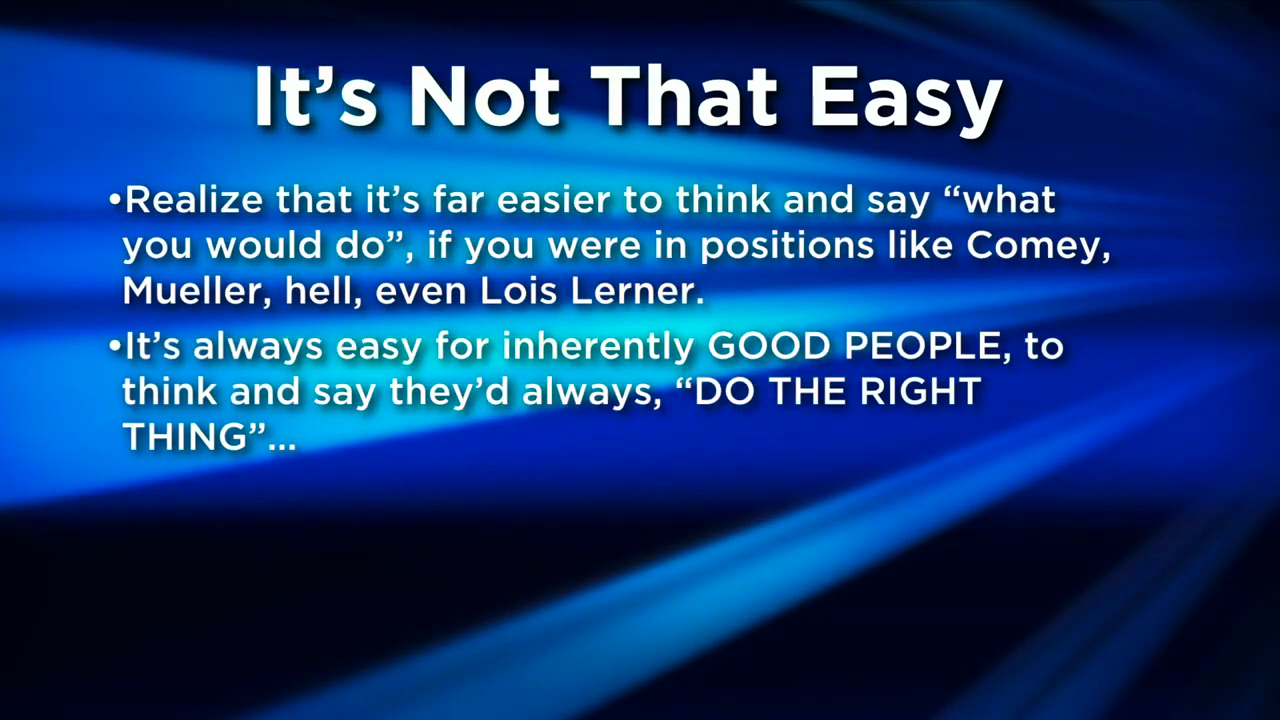 It’s Not That Easy
•Realize that it’s far easier to think and say “what
you would do”, if you were in positions like Comey,
Mueller, hell, even Lois Lerner.
•It’s always easy for inherently GOOD PEOPLE, to
think and say they’d always, “DO THE RIGHT
THING”...